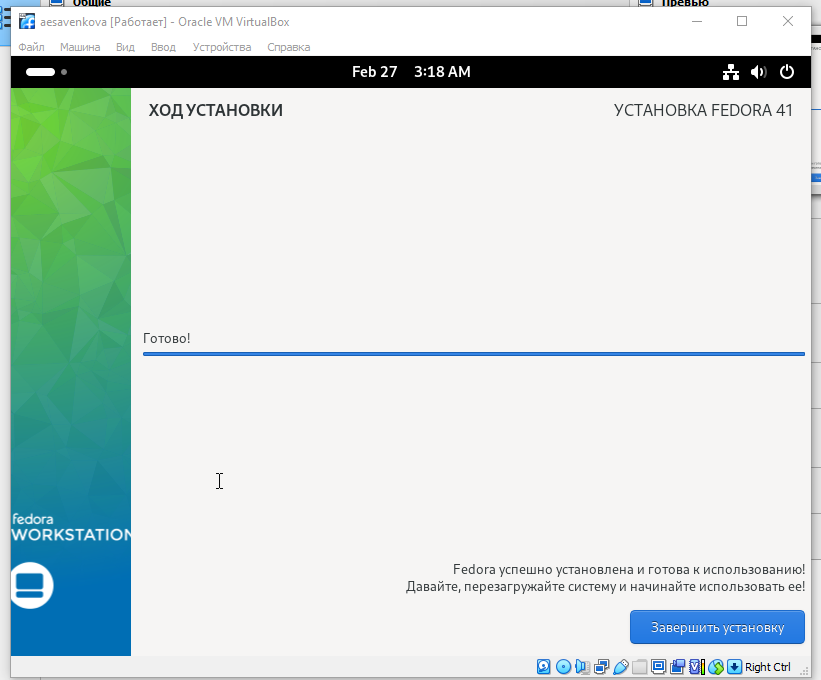 Общие
Превью
aesavenkova [Работает] - Oracle VM VirtualBox
Файл Машина Вид Ввод Устройства Справка
Feb 27 3:18 AM
ХОД УСТАНОВКИ
УСТАНОВКА FEDORA 41
Готово!
fedora
WORKSTATION
Fedora успешно установлена и готова к использованию!
Давайте, перезагружайте систему и начинайте использовать ее!
Завершить установку
Right Ctrl